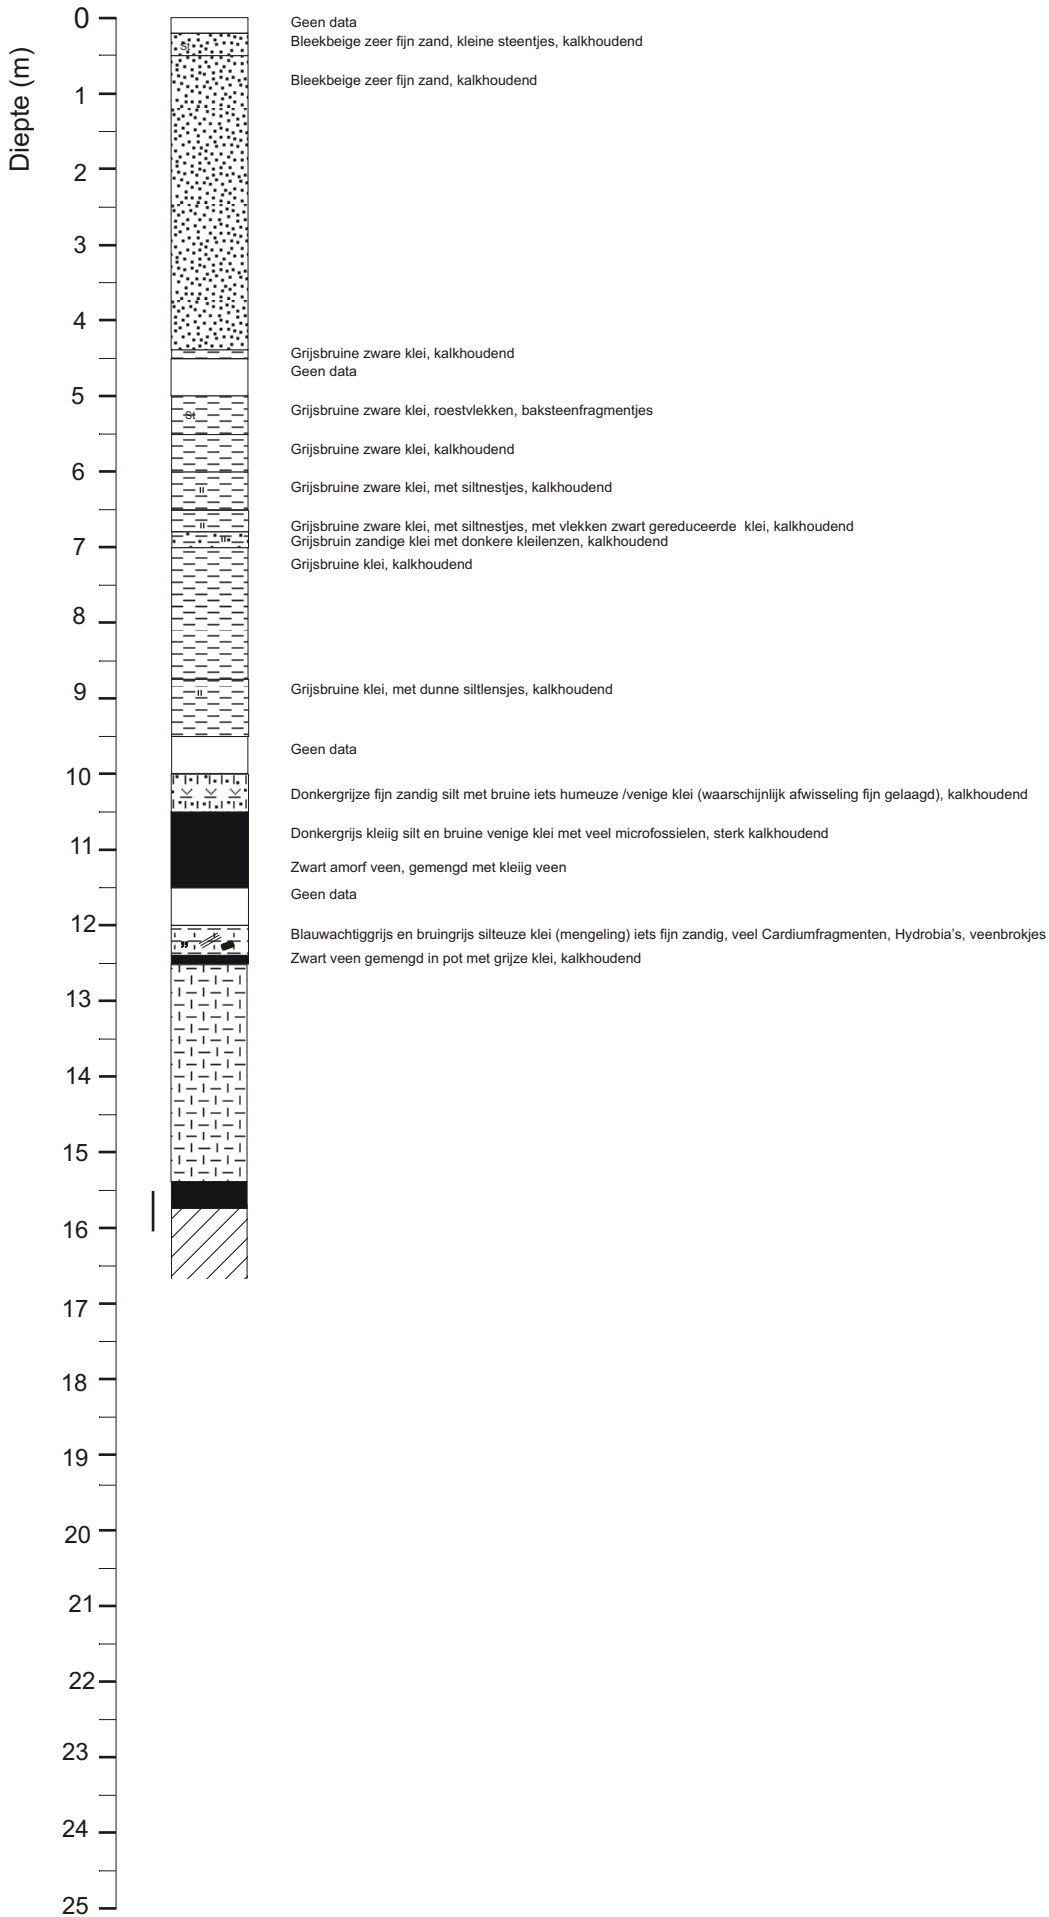 Diepte (m)
0
Geen data
St
Bleekbeige zeer fijn zand, kleine steentjes, kalkhoudend
Bleekbeige zeer fijn zand, kalkhoudend
1
2
3
4
Grijsbruine zware klei, kalkhoudend
Geen data
5
St
Grijsbruine zware klei, roestvlekken, baksteenfragmentjes
Grijsbruine zware klei, kalkhoudend
6
Grijsbruine zware klei, met siltnestjes, kalkhoudend
Grijsbruine zware klei, met siltnestjes, met vlekken zwart gereduceerde klei, kalkhoudend
Grijsbruin zandige klei met donkere kleilenzen, kalkhoudend
7
Grijsbruine klei, kalkhoudend
8
9
Grijsbruine klei, met dunne siltlensjes, kalkhoudend
Geen data
10
Donkergrijze fijn zandig silt met bruine iets humeuze /venige klei (waarschijnlijk afwisseling fijn gelaagd), kalkhoudend
Donkergrijs kleiig silt en bruine venige klei met veel microfossielen, sterk kalkhoudend
11
Zwart amorf veen, gemengd met kleiig veen
Geen data
12
Blauwachtiggrijs en bruingrijs silteuze klei (mengeling) iets fijn zandig, veel Cardiumfragmenten, Hydrobia's, veenbrokjes
Zwart veen gemengd in pot met grijze klei, kalkhoudend
13
14
15
16
17
18
19
20
21
22
23
24
25